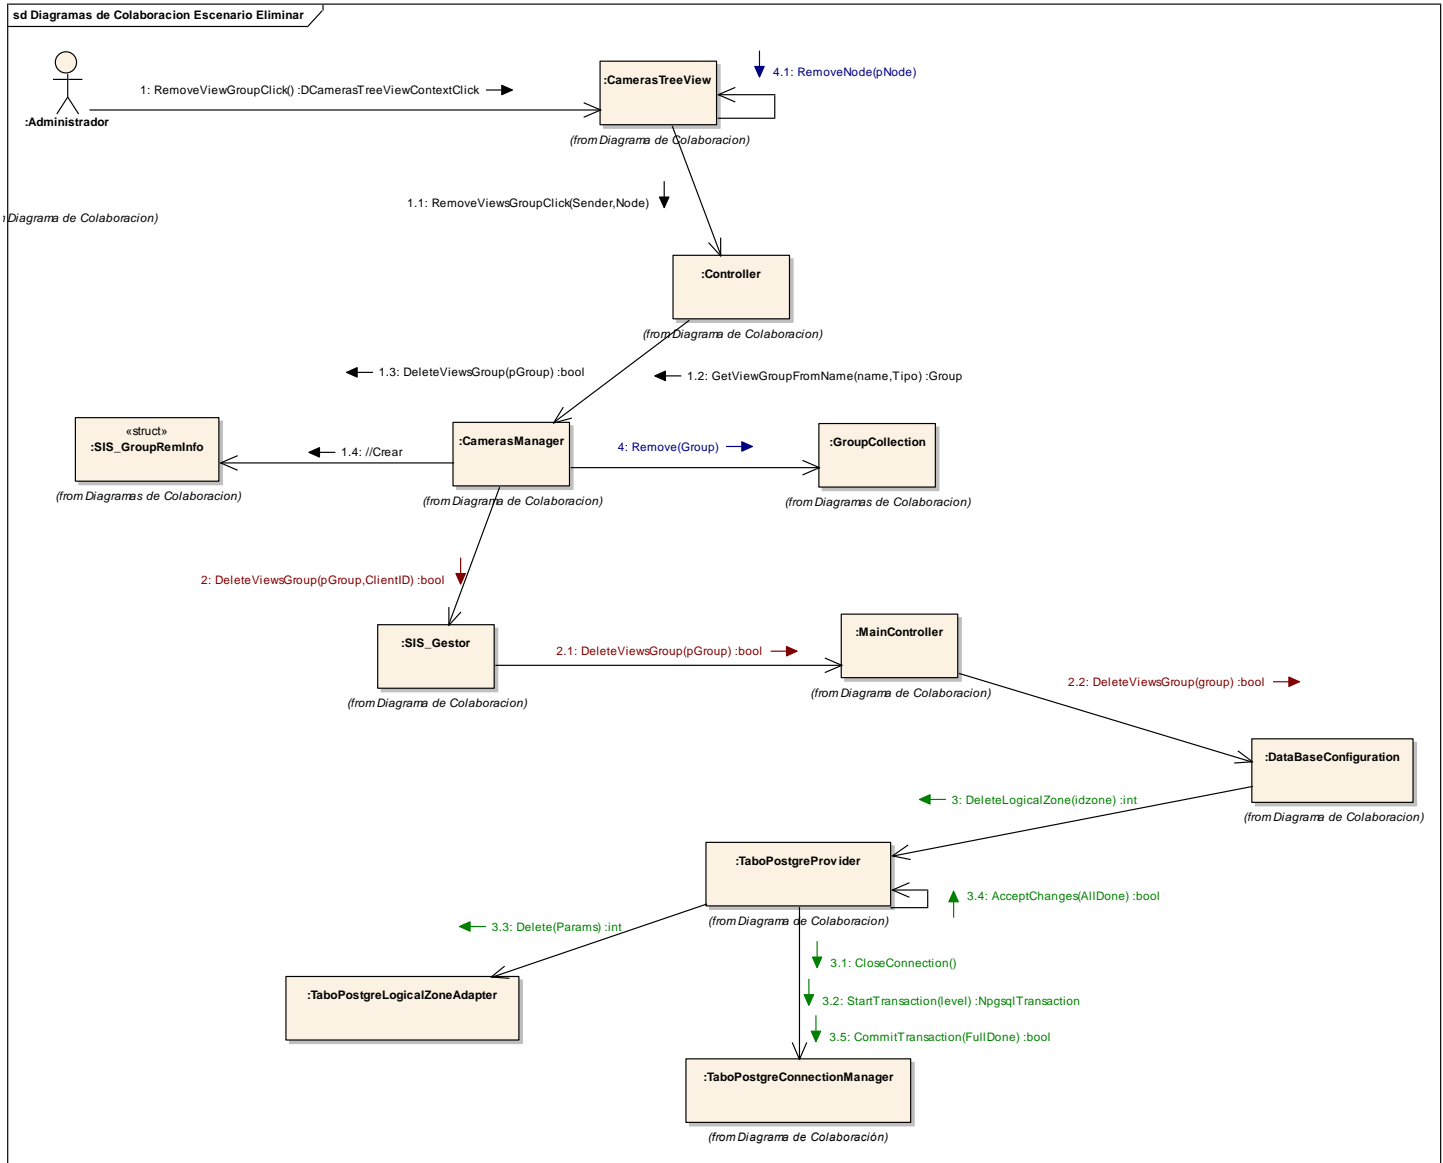 sd Diagramas de Colaboracion Escenario Eliminar
:Administrador
1: RemoveViewGroupClick() :DCamerasTreeViewContextClick
:CamerasTreeView
4.1: RemoveNode(pNode)
(from Diagrama de Colaboracion)
1.1: RemoveViewsGroupClick(Sender,Node)
Diagrama de Colaboracion)
:Controller
(from Diagrama de Colaboracion)
1.3: DeleteViewsGroup(pGroup) :bool
1.2: GetViewGroupFromName(name,Tipo) :Group
«struct»
:SIS_GroupRemInfo
(from Diagramas de Colaboracion)
1.4: //Crear
:CamerasManager
(from Diagrama de Colaboracion)
4: Remove(Group)
:GroupCollection
(from Diagramas de Colaboracion)
2: DeleteViewsGroup(pGroup,ClientID) :bool
:SIS_Gestor
(from Diagrama de Colaboracion)
2.1: DeleteViewsGroup(pGroup) :bool
:MainController
(from Diagrama de Colaboracion)
2.2: DeleteViewsGroup(group) :bool
:DataBaseConfiguration
(from Diagrama de Colaboracion)
3: DeleteLogicalZone(idzone) :int
:TaboPostgreProvider
(from Diagrama de Colaboracion)
3.4: AcceptChanges(AllDone) :bool
3.3: Delete(Params) :int
3.1: CloseConnection()
:TaboPostgreLogicalZoneAdapter
3.2: StartTransaction(level) :NpgsqlTransaction
3.5: CommitTransaction(FullDone) :bool
:TaboPostgreConnectionManager
(from Diagrama de Colaboración)